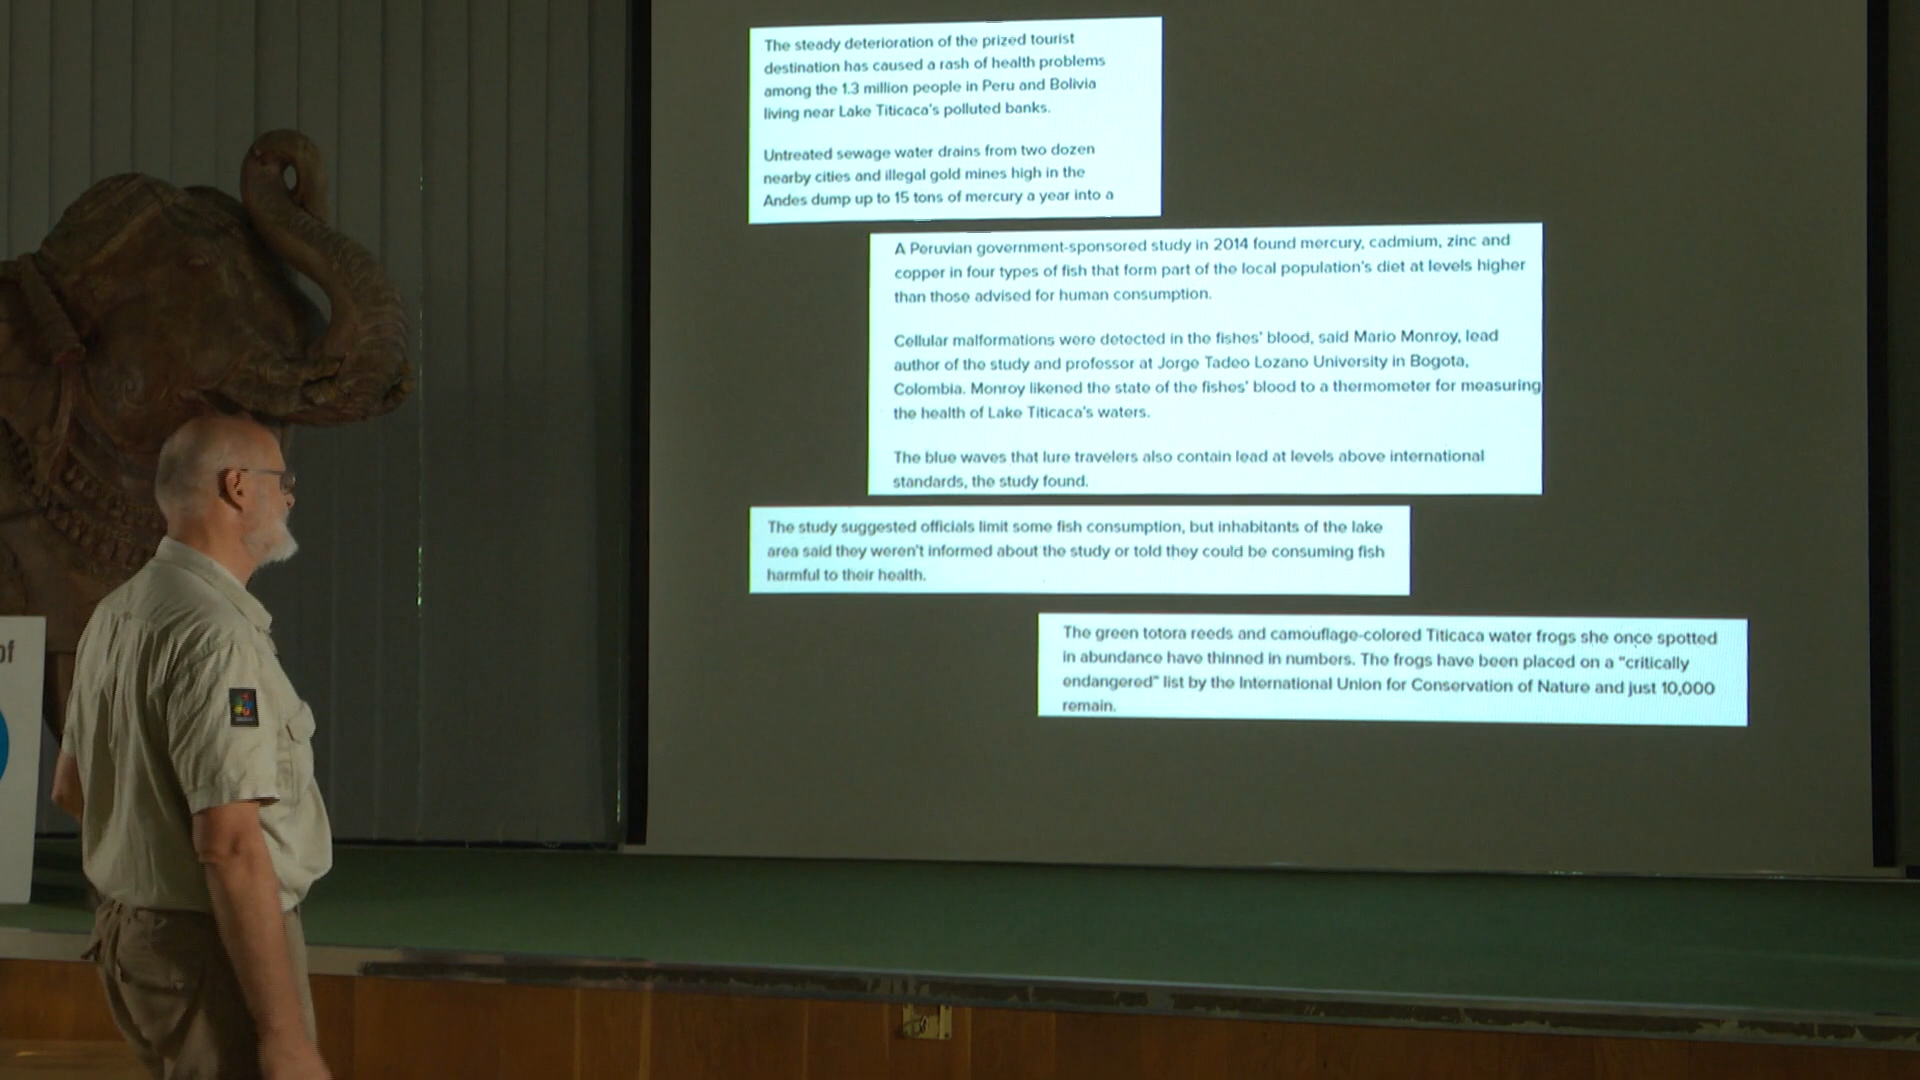 The steady deterioration of the prized tourist
destination has caused a rash of health problems
among the 1.3 million people in Peru and Bolivia
living near Lake Titicaca's polluted banks.
Untreated sewage water drains from two dozen
nearby cities and illegal gold mines high in the
Andes dump up to 15 tons of mercury a year into a
A Peruvian government-sponsored study in 2014 found mercury, cadmium, zinc and
copper in four types of fish that form part of the local population's diet at levels higher
than those advised for human consumption.
Cellular malformations were detected in the fishes' blood, said Mario Monroy, lead
author of the study and professor at Jorge Tadeo Lozano University in Bogota,
Colombia. Monroy likened the state of the fishes' blood to a thermometer for measuring
the health of Lake Titicaca's waters.
The blue waves that lure travelers also contain lead at levels above international
standards, the study found.
The study suggested officials limit some fish consumption, but inhabitants of the lake
area said they weren't informed about the study or told they could be consuming fish
harmful to their health.
The green totora reeds and camouflage-colored Titicaca water frogs she once spotted
in abundance have thinned in numbers. The frogs have been placed on a "critically
endangered" list by the International Union for Conservation of Nature and just 10,000
remain.
of